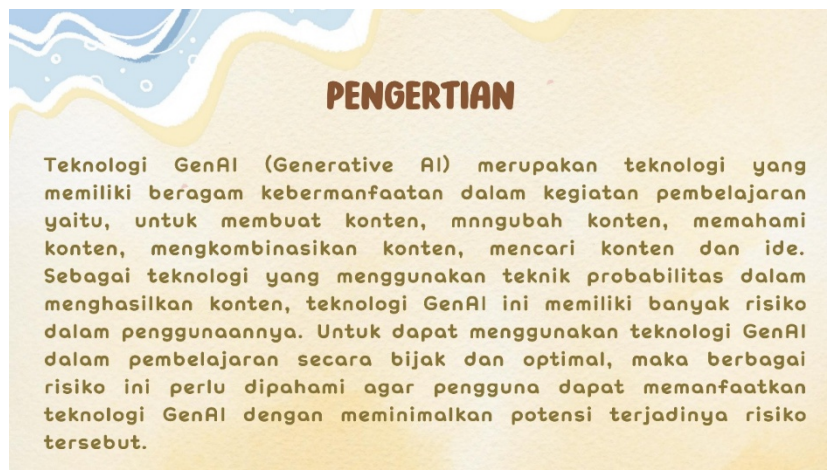 PENGERTIAN
Teknologi GenAI (Generative AI) merupakan teknologi yang
memiliki beragam kebermanfaatan dalam kegiatan pembelajaran
yaitu, untuk membuat konten, mnngubah konten, memahami
konten, mengkombinasikan konten, mencari konten dan ide.
Sebagai teknologi yang menggunakan teknik probabilitas dalam
menghasilkan konten, teknologi GenAI ini memiliki banyak risiko
dalam penggunaannya. Untuk dapat menggunakan teknologi GenAI
dalam pembelajaran secara bijak dan optimal, maka berbagai
risiko ini perlu dipahami agar pengguna dapat memanfaatkan
teknologi GenAI dengan meminimalkan potensi terjadinya risiko
tersebut.